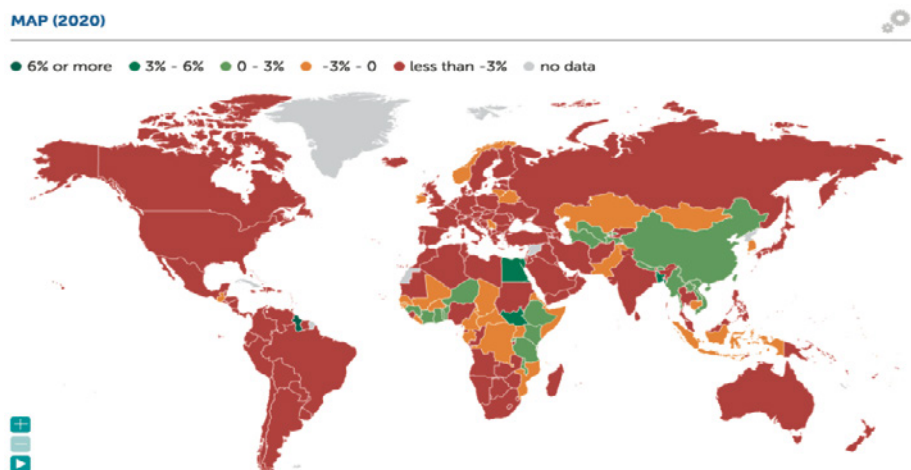 MAP (2020)
6% or more 3% - 6% 0 - 3% -3% - 0 less than -3% no data